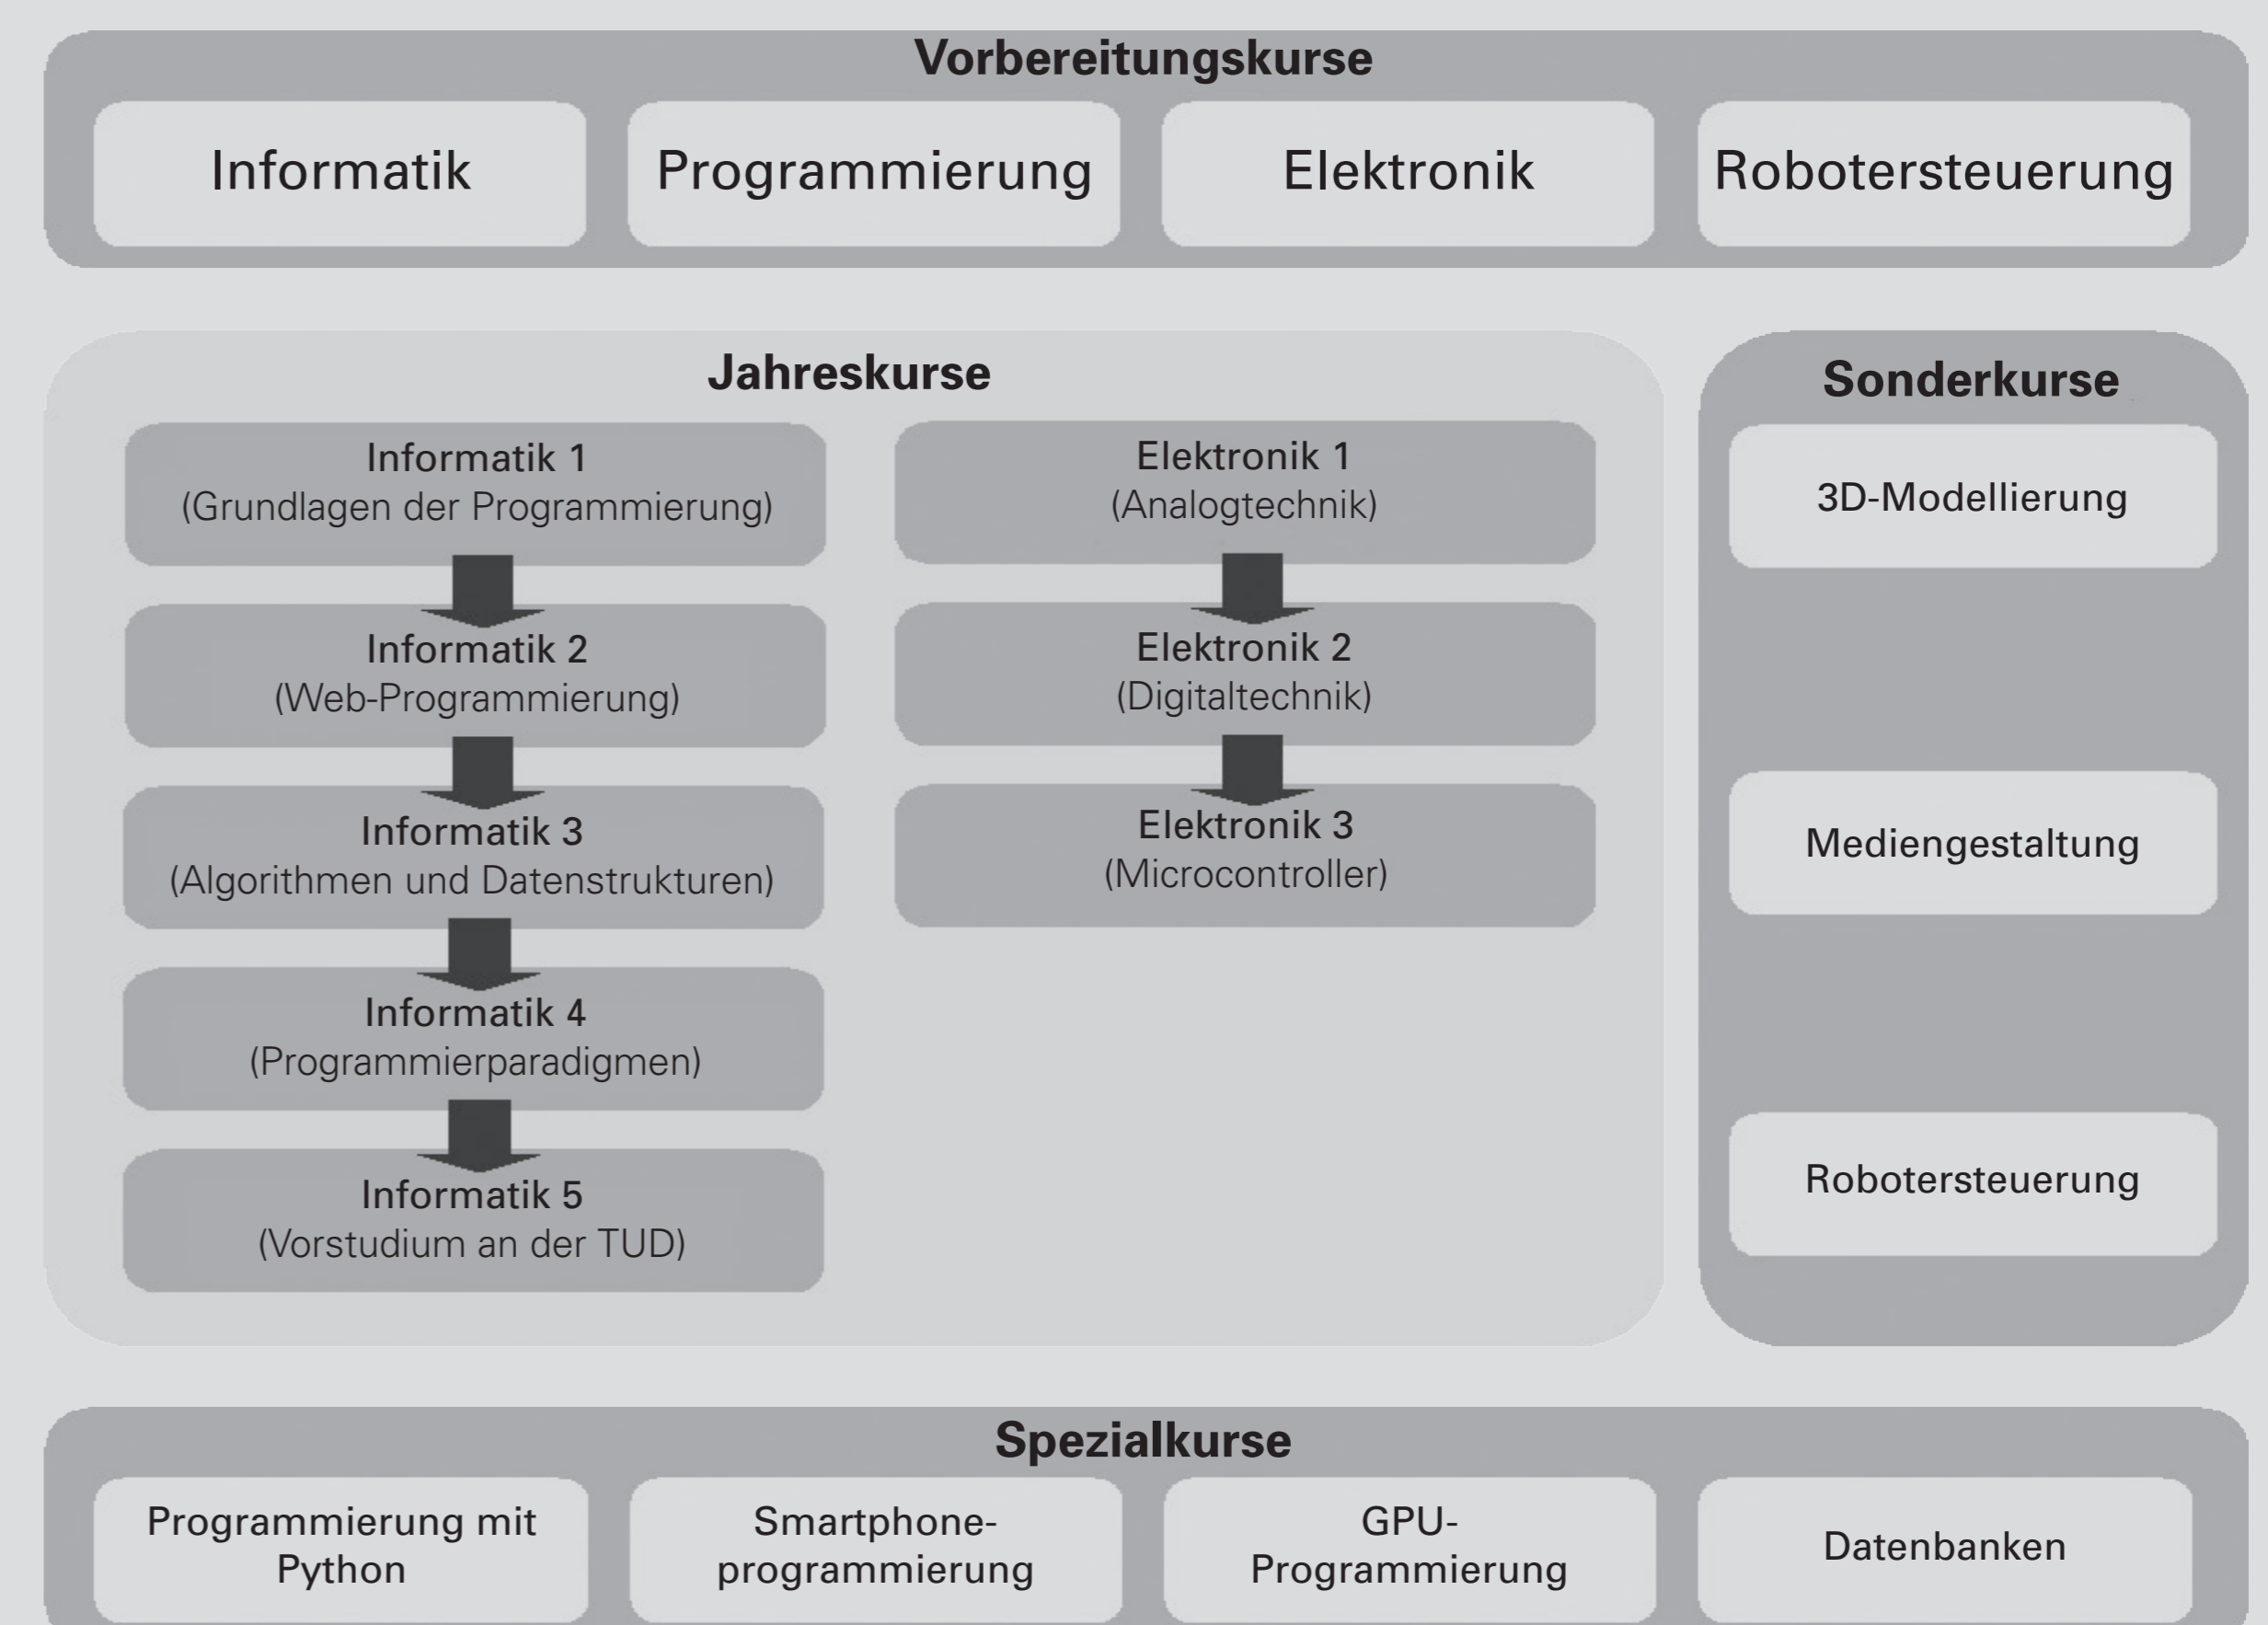 Vorbereitungskurse
Informatik
Programmierung
Elektronik
Robotersteuerung
Jahreskurse
Informatik 1
(Grundlagen der Programmierung)
Informatik 2
(Web-Programmierung)
Informatik 3
(Algorithmen und Datenstrukturen)
Informatik 4
(Programmierparadigmen)
Informatik 5
(Vorstudium an der TUD)
Elektronik 1
(Analogtechnik)
Elektronik 2
(Digitaltechnik)
Elektronik 3
(Microcontroller)
Sonderkurse
3D-Modellierung
Mediengestaltung
Robotersteuerung
Spezialkurse
Programmierung mit
Python
Smartphone-
programmierung
GPU-
Programmierung
Datenbanken